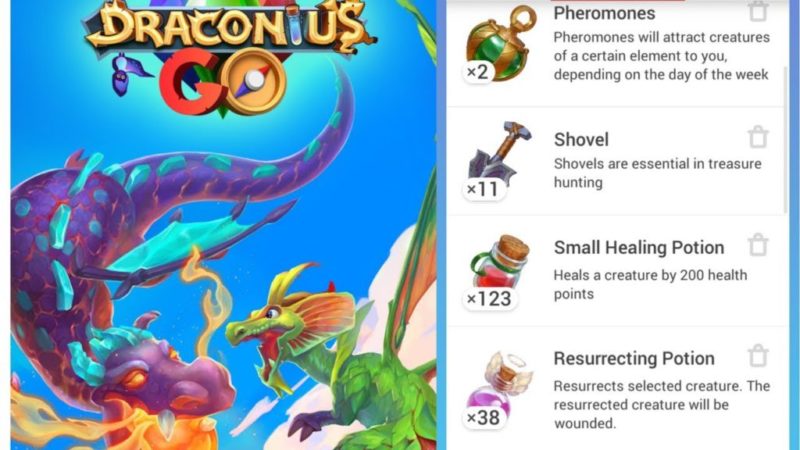 DRACONIUS
GO
Pheromones
Pheromones will attract creatures
of a certain element to you,
depending on the day of the week
×2
Shovel
Shovels are essential in treasure
hunting
×11
Small Healing Potion
Heals a creature by 200 health
points
×123
Resurrecting Potion
Resurrects selected creature. The
resurrected creature will be
wounded.
×38